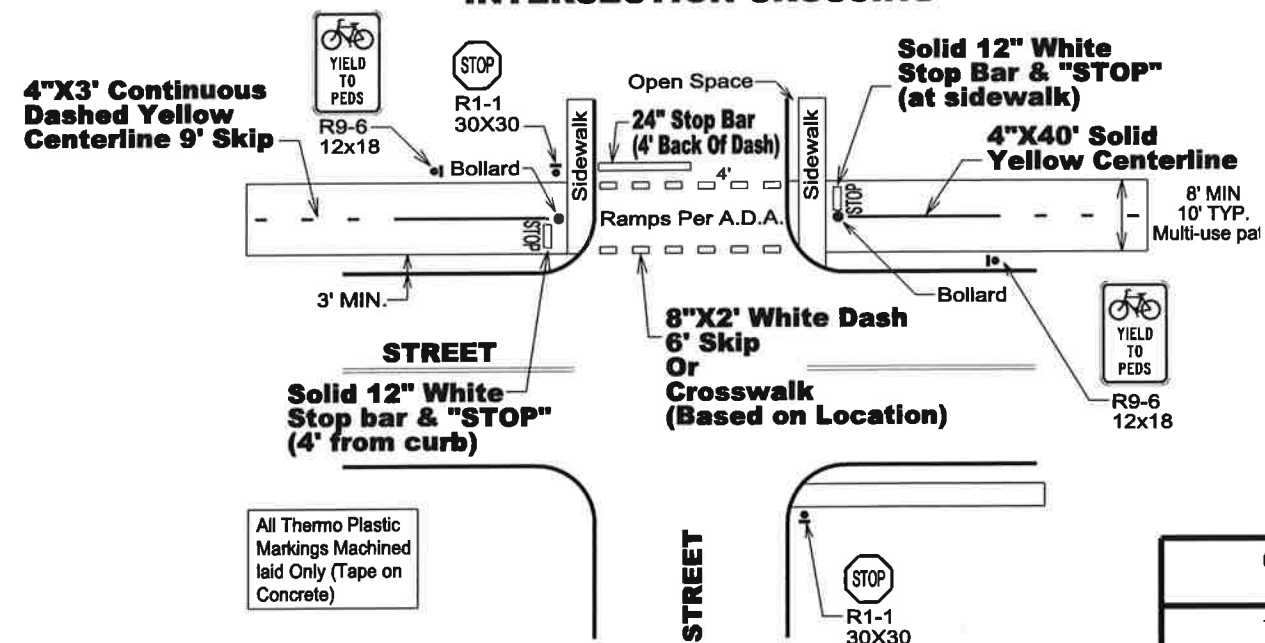 INTERSECTION CROSSING
YIELD
TO
PEDS
R9-6
12x18
STOP
R1-1
30X30
4"X3' Continuous
Dashed Yellow
Centerline 9' Skip
Bollard
Sidewalk
Open Space
24" Stop Bar
(4' Back Of Dash)
4'
Sidewalk
Solid 12" White
Stop Bar & "STOP"
(at sidewalk)
4"X40' Solid
Yellow Centerline
8' MIN
10' TYP.
Multi-use
STOP
STOP
Ramps Per A.D.A.
3' MIN.
Bollard
YIELD
TO
PEDS
R9-6
12x18
8"X2' White Dash
6' Skip
Or
Crosswalk
(Based on Location)
STREET
Solid 12" White
Stop bar & "STOP"
(4' from curb)
All Thermo Plastic
Markings Machined
laid Only (Tape on
Concrete)
STREET
STOP
R1-1
30X30